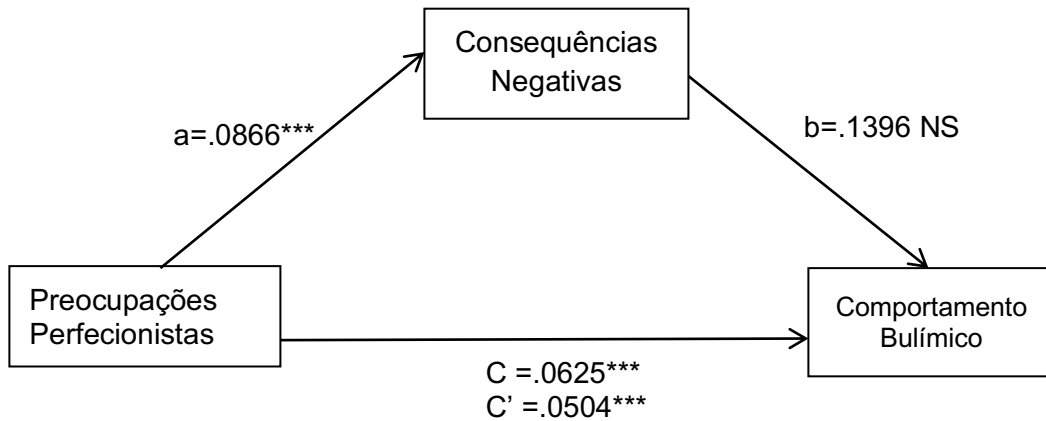 Consequências
Negativas
a=.0866***
b=.1396 NS
Preocupações
Perfecionistas
Comportamento
Bulímico
C =.0625***
C’ =.0504***